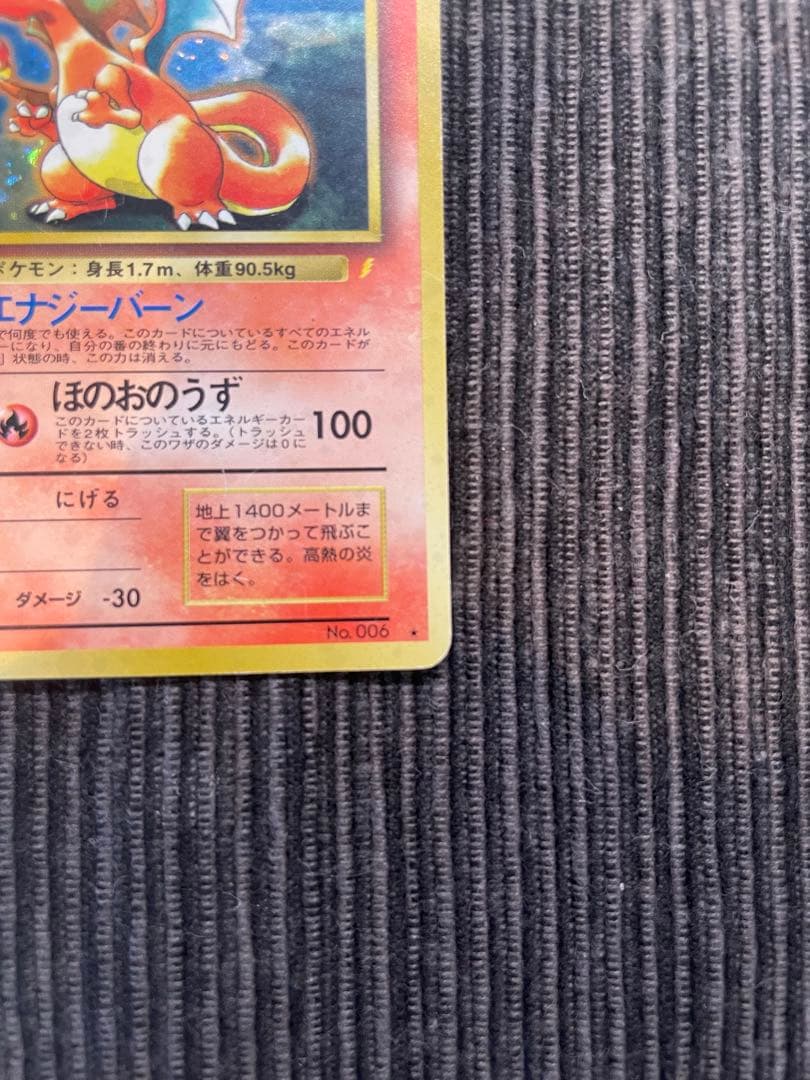 ポケモン：身長1.7m、体重90.5kg
エナジーバーン
で何度でも使える。このカードについているすべてのエネル
ーになり、自分の番の終わりに元にもどる。このカードが
」状態の時、この力は消える。
ほのおのうず
このカードについているエネルギーカー
ドを2枚トラッシュする。（トラッシュ
できない時、このワザのダメージは0に
なる）
100
にげる
地上1400メートルま
で翼をつかって飛ぶこ
とができる。高熱の炎
をはく。
ダメージ -30
No. 006 ★